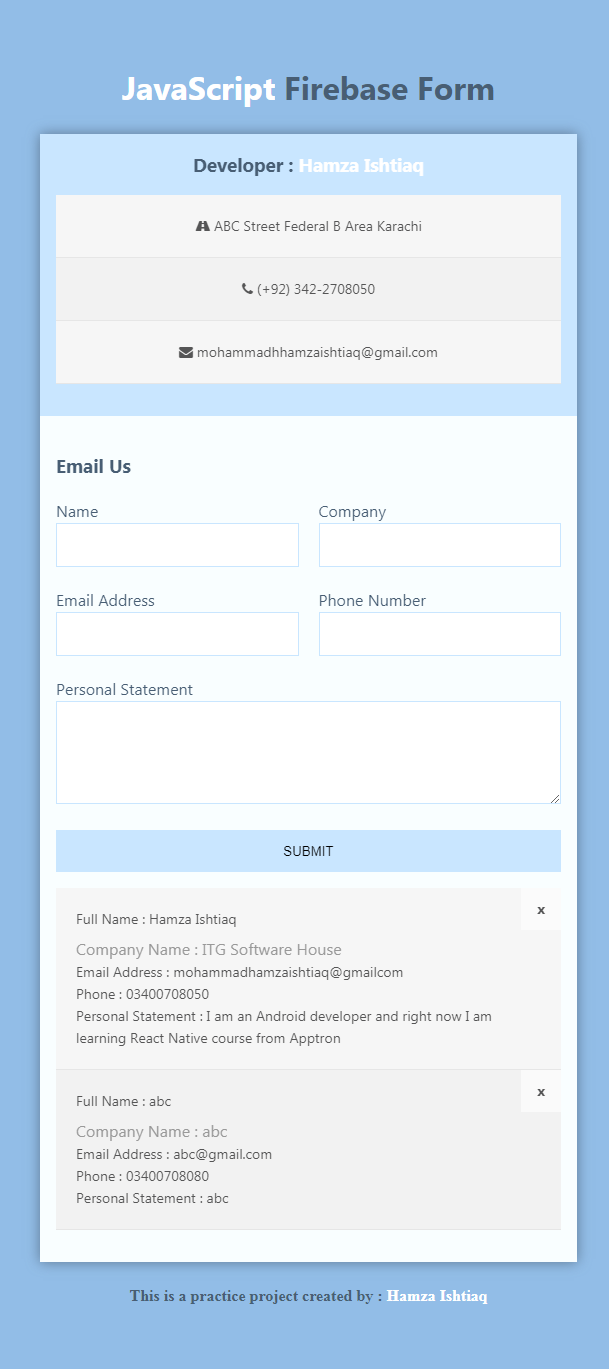 JavaScript Firebase Form
Developer : Hamza Ishtiaq
ABC Street Federal B Area Karachi
(+92) 342-2708050
mohammadhhamzaishtiaq@gmail.com
Email Us
Name
Company
Email Address
Phone Number
Personal Statement
SUBMIT
x
Full Name : Hamza Ishtiaq
Company Name : ITG Software House
Email Address : mohammadhamzaishtiaq@gmailcom
Phone : 03400708050
Personal Statement : I am an Android developer and right now I am
learning React Native course from Apptron
x
Full Name : abc
Company Name : abc
Email Address : abc@gmail.com
Phone : 03400708080
Personal Statement : abc
This is a practice project created by : Hamza Ishtiaq